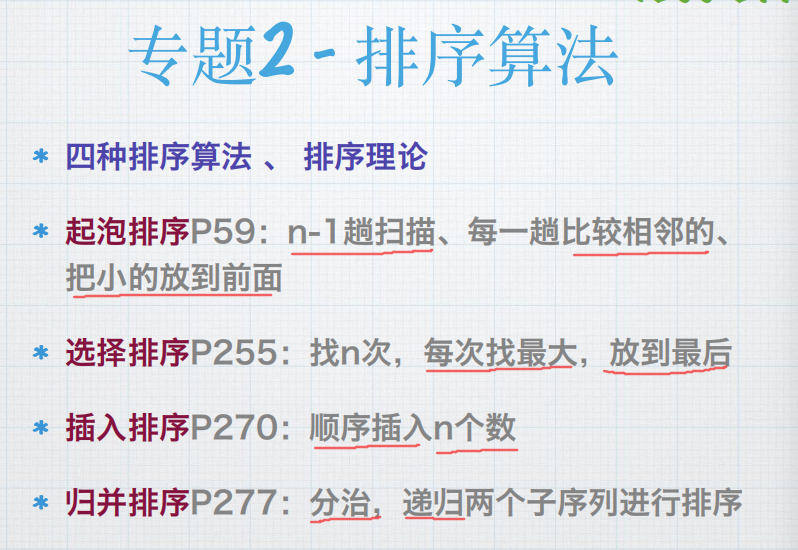 专题2 - 排序算法
* 四种排序算法 、 排序理论
* 起泡排序P59：n-1趟扫描、每一趟比较相邻的、
把小的放到前面
* 选择排序P255：找n次，每次找最大，放到最后
* 插入排序P270：顺序插入n个数
* 归并排序P277：分治，递归两个子序列进行排序